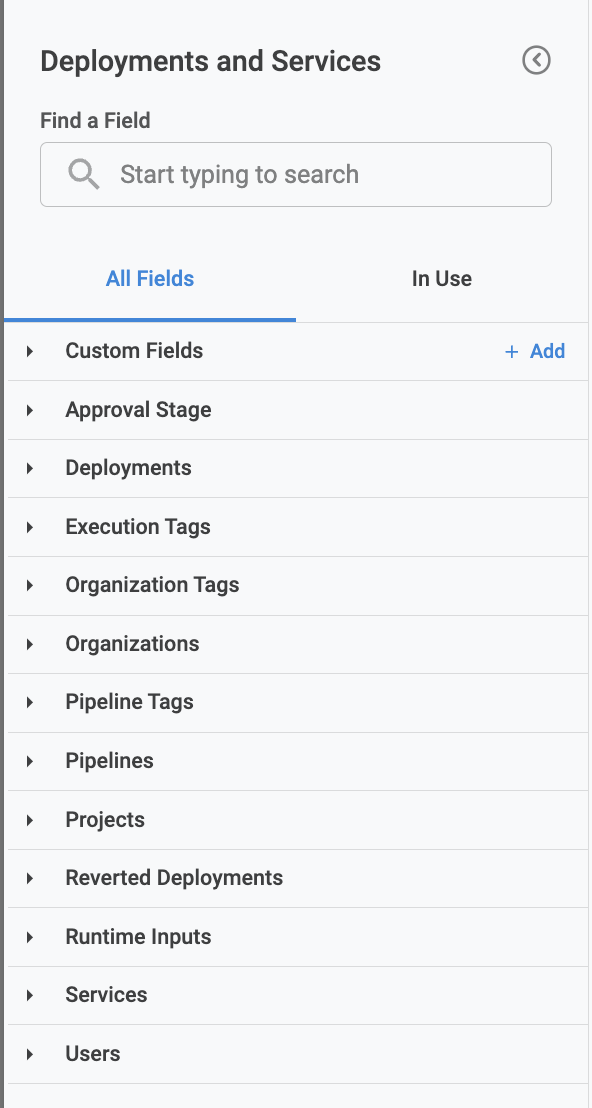 Deployments and Services
Find a Field
Start typing to search
All Fields In Use
Custom Fields + Add
Approval Stage
Deployments
Execution Tags
Organization Tags
Organizations
Pipeline Tags
Pipelines
Projects
Reverted Deployments
Runtime Inputs
Services
Users